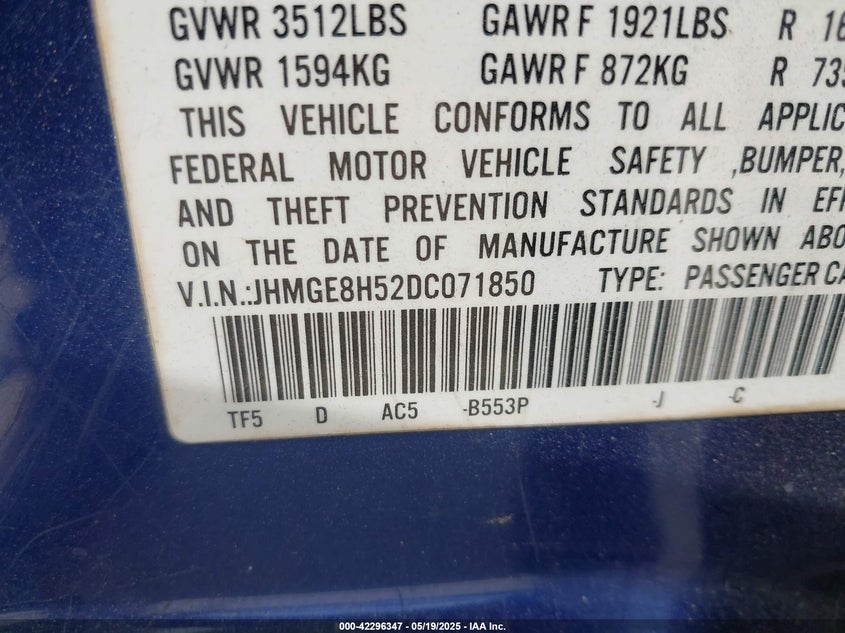 GVWR 3512LBS GAWR F 1921LBS R
GVWR 1594KG GAWR F 872KG R
THIS VEHICLE CONFORMS TO ALL
FEDERAL MOTOR VEHICLE SAFETY ,BUMPER,
AND THEFT PREVENTION STANDARDS IN
ON THE DATE OF MANUFACTURE SHOWN
V.I.N.:JHMGE8H52DC071850 TYPE: PASSENGER
TF5 D AC5 -B553P -J -C
000-42296347 — 05/19/2025 — IAA Inc.